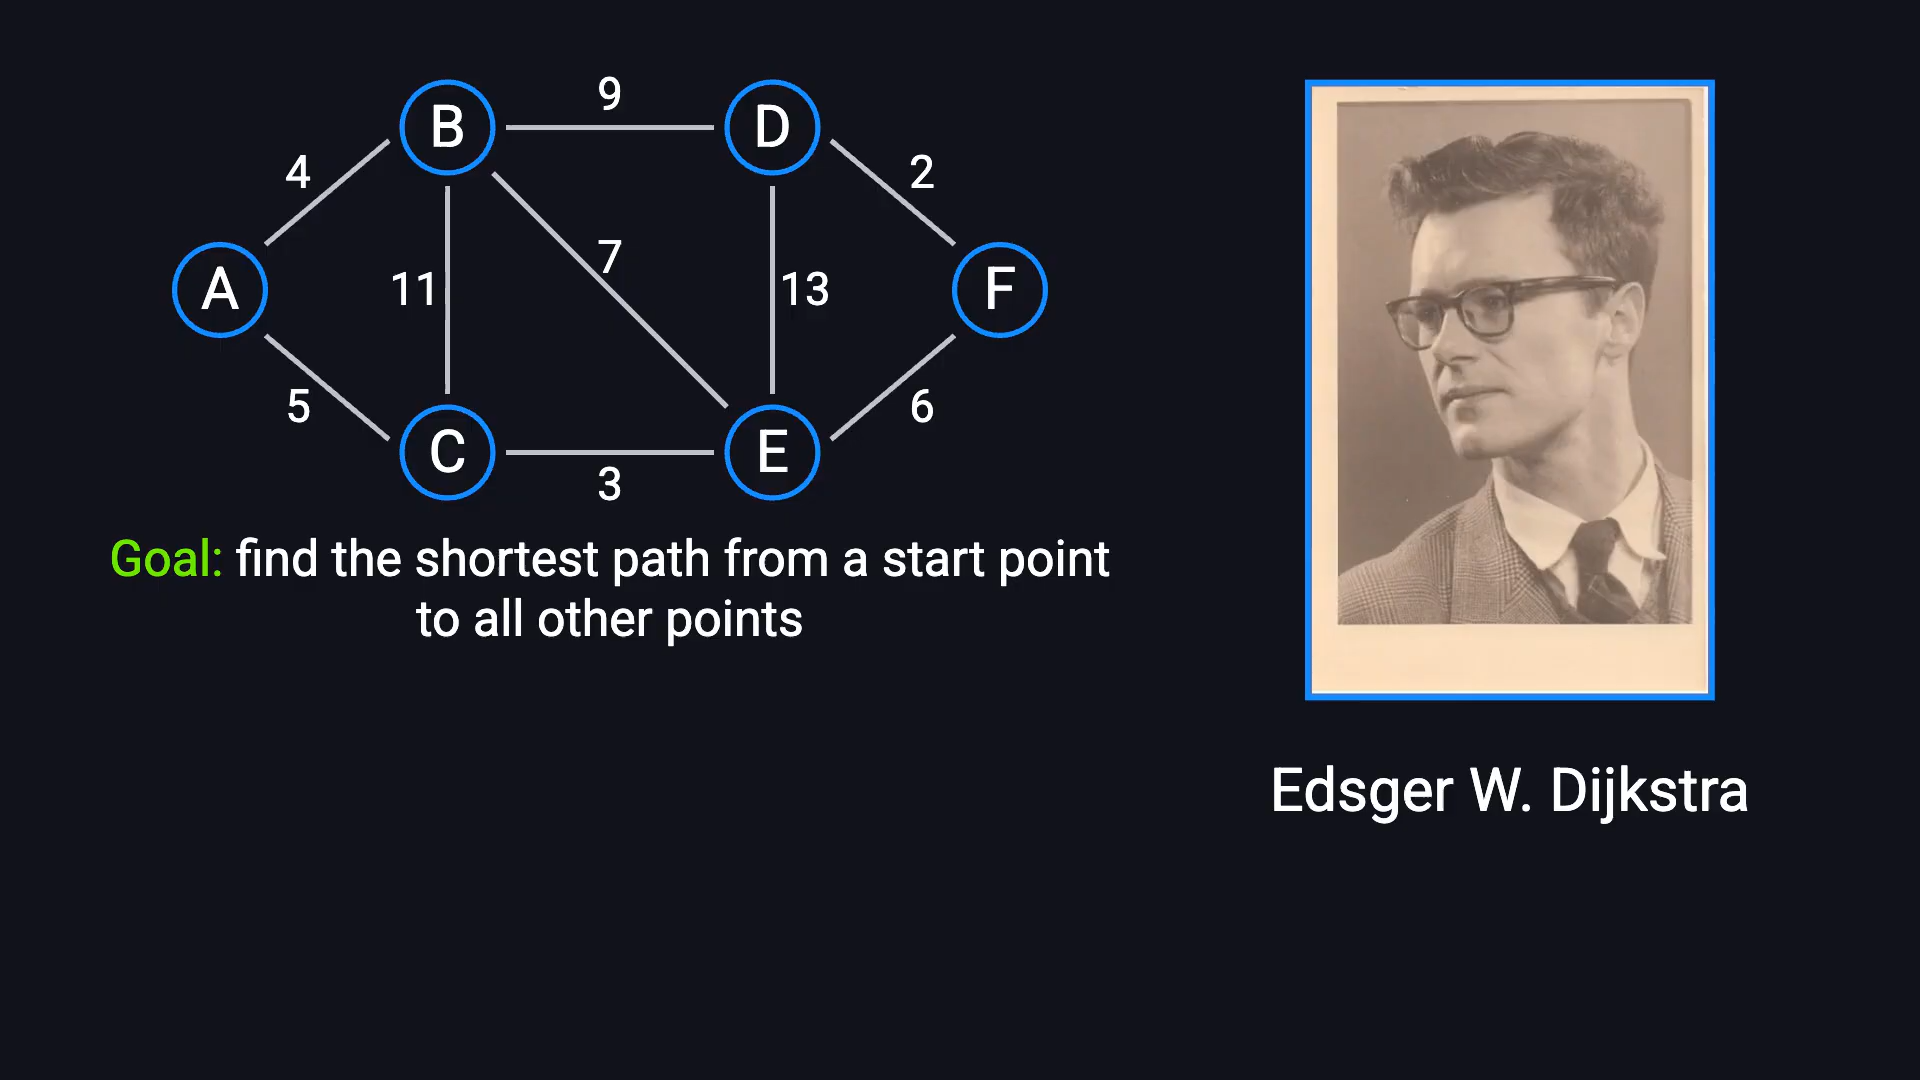 B
9
D
4
2
A
11
7
13
F
5
6
C
3
E
Goal: find the shortest path from a start point
to all other points
Edsger W. Dijkstra